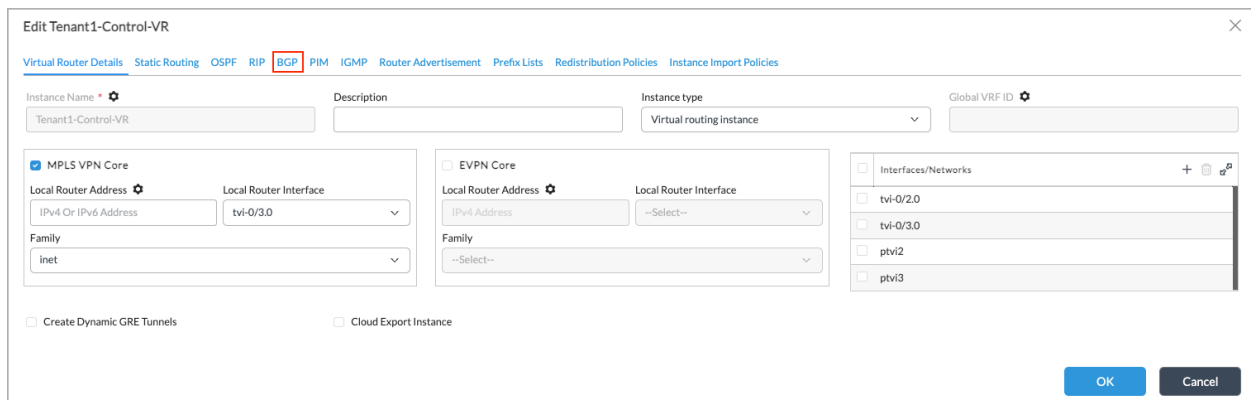 Edit Tenant1-Control-VR
Virtual Router Details Static Routing OSPF RIP BGP PIM IGMP Router Advertisement Prefix Lists Redistribution Policies Instance Import Policies
Instance Name * Description Instance type Global VRF ID
Tenant1-Control-VR Virtual routing instance
MPLS VPN Core
Local Router Address Local Router Interface
IPv4 Or IPv6 Address tvi-0/3.0
Family
inet
EVPN Core
Local Router Address Local Router Interface
IPv4 Address --Select--
Family
--Select--
Interfaces/Networks
tvi-0/2.0
tvi-0/3.0
ptvi2
ptvi3
Create Dynamic GRE Tunnels Cloud Export Instance
OK Cancel